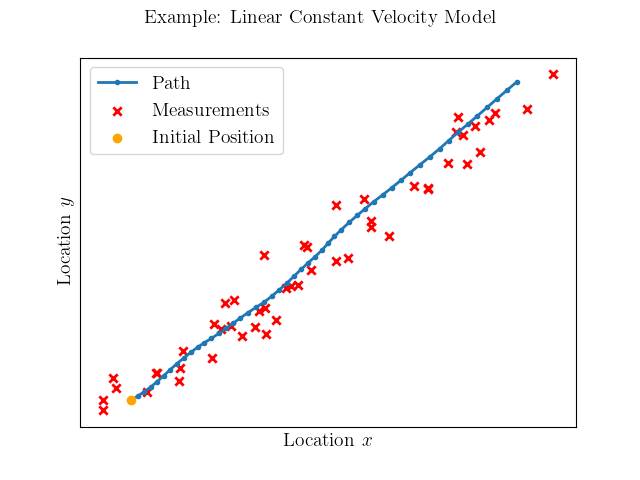 Example: Linear Constant Velocity Model
Path
Measurements
Initial Position
Location y
Location x